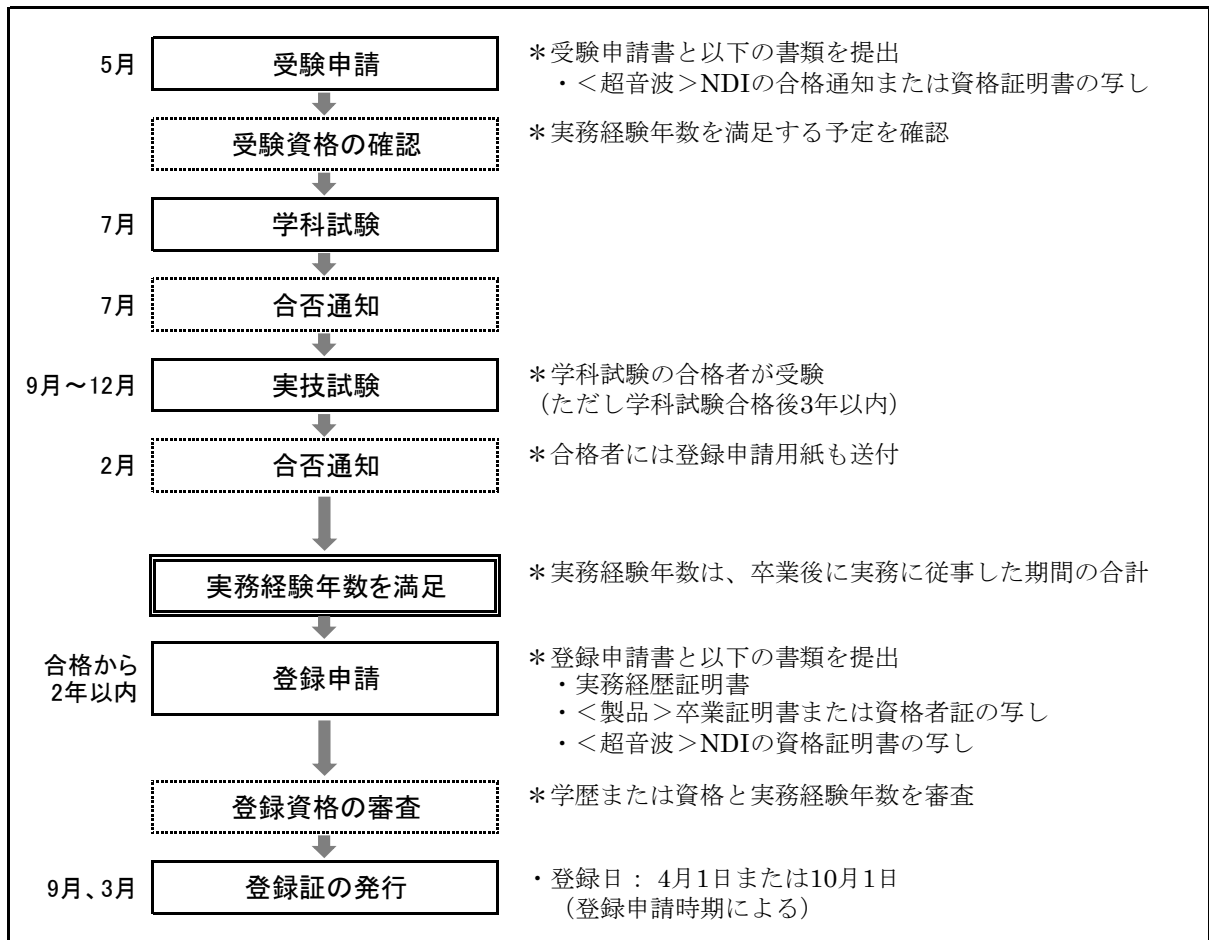 5月
受験申請
＊受験申請書と以下の書類を提出
・＜超音波＞NDIの合格通知または資格証明書の写し
受験資格の確認
＊実務経験年数を満足する予定を確認
7月
学科試験
7月
合否通知
9月～12月
実技試験
＊学科試験の合格者が受験
（ただし学科試験合格後3年以内）
2月
合否通知
＊合格者には登録申請用紙も送付
実務経験年数を満足
＊実務経験年数は、卒業後に実務に従事した期間の合計
合格から
2年以内
登録申請
＊登録申請書と以下の書類を提出
・実務経歴証明書
・＜製品＞卒業証明書または資格者証の写し
・＜超音波＞NDIの資格証明書の写し
登録資格の審査
＊学歴または資格と実務経験年数を審査
9月、3月
登録証の発行
・登録日： 4月1日または10月1日
（登録申請時期による）